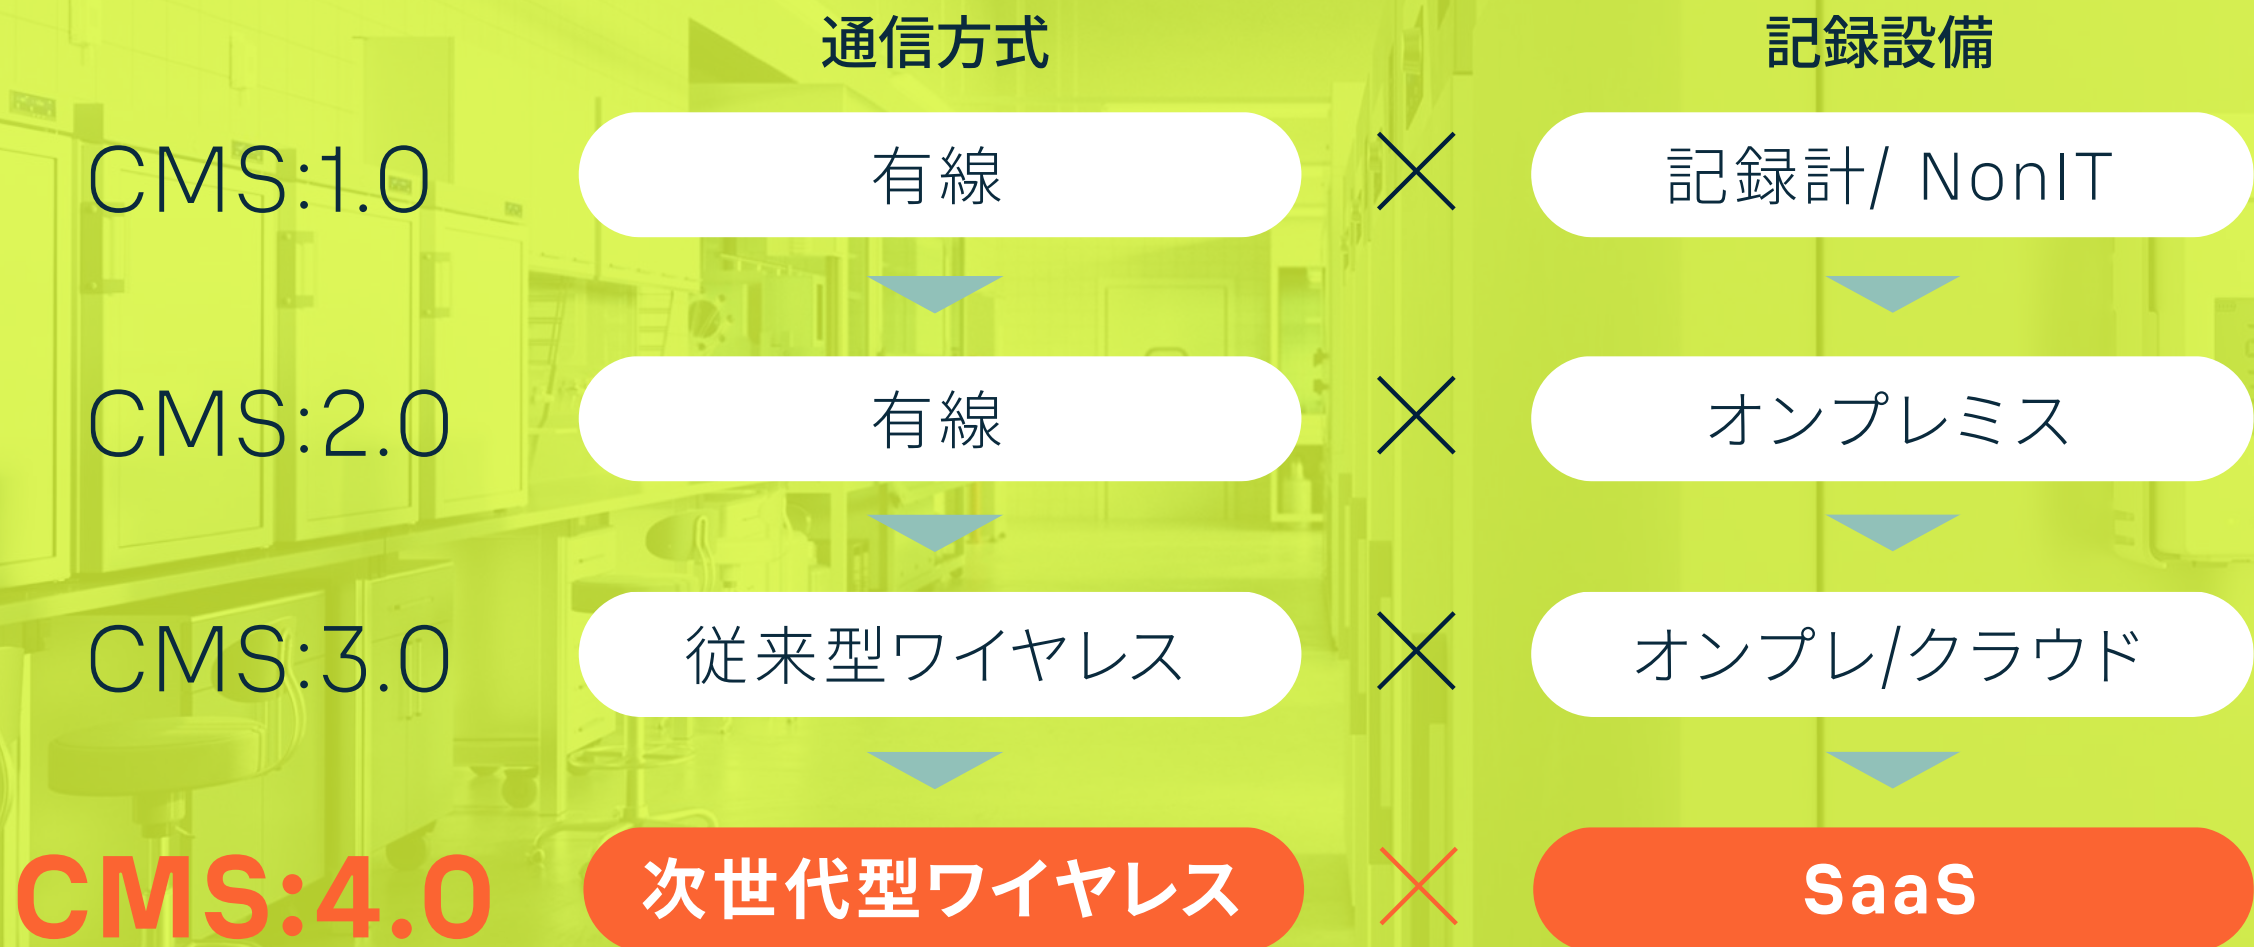 通信方式 記録設備
CMS:1.0 有線 × 記録計/ NonIT
CMS:2.0 有線 × オンプレミス
CMS:3.0 従来型ワイヤレス × オンプレ/クラウド
CMS:4.0 次世代型ワイヤレス × SaaS